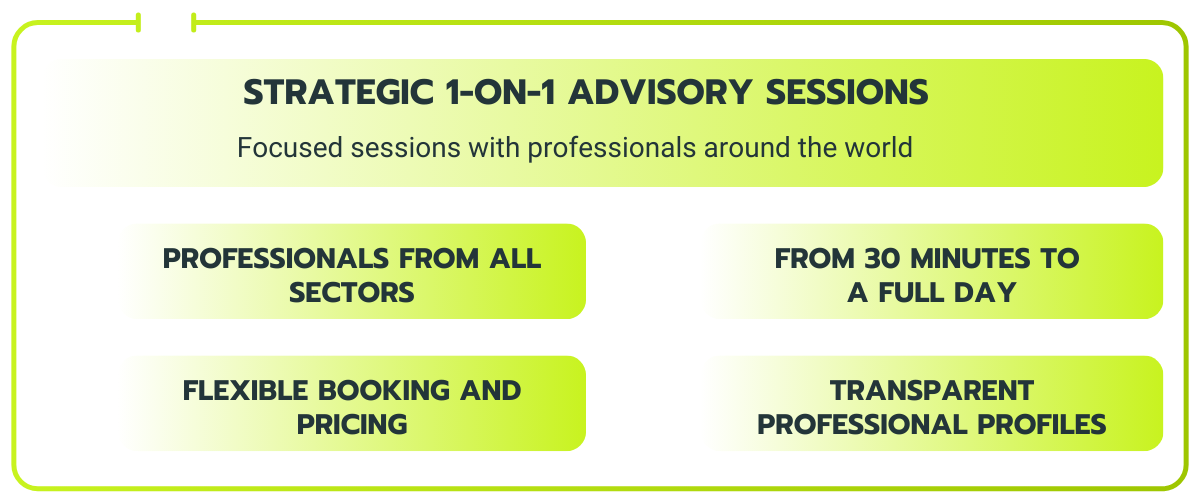 STRATEGIC 1-ON-1 ADVISORY SESSIONS
Focused sessions with professionals around the world
PROFESSIONALS FROM ALL
SECTORS
FROM 30 MINUTES TO
A FULL DAY
FLEXIBLE BOOKING AND
PRICING
TRANSPARENT
PROFESSIONAL PROFILES